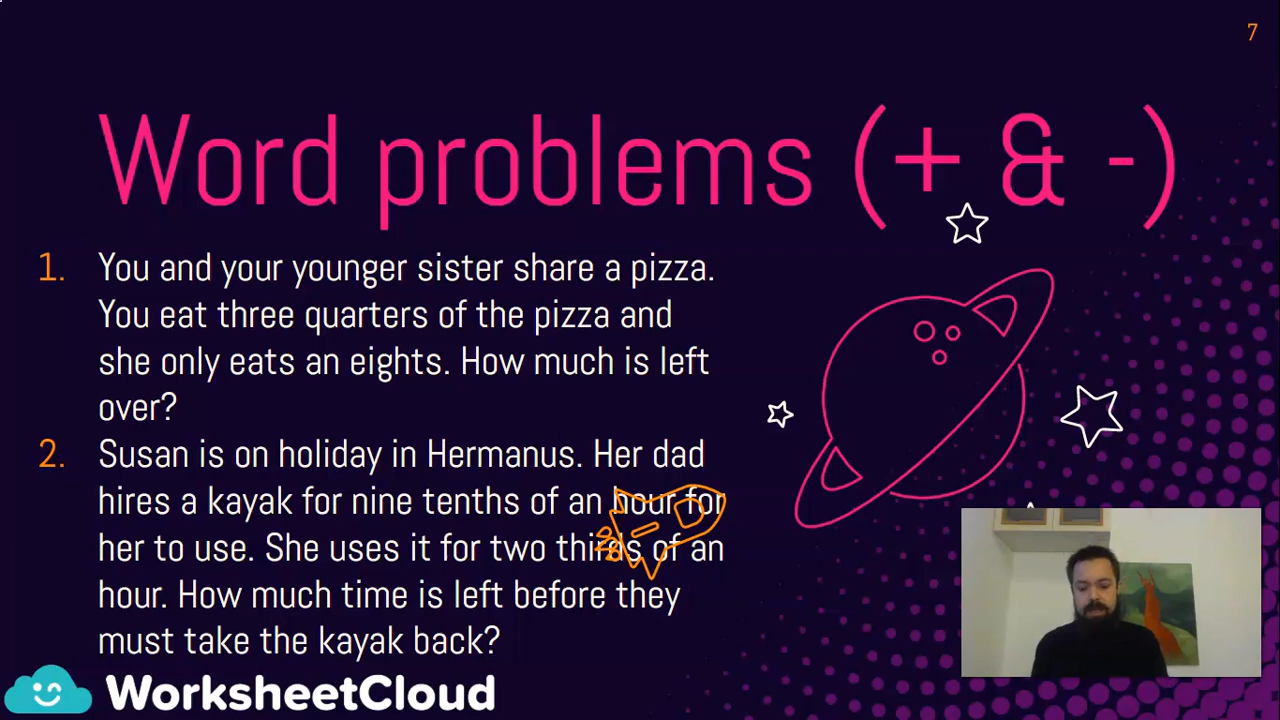 7
Word problems (+ & -)
1. You and your younger sister share a pizza.
You eat three quarters of the pizza and
she only eats an eights. How much is left
over?
2. Susan is on holiday in Hermanus. Her dad
hires a kayak for nine tenths of an hour for
her to use. She uses it for two thirds of an
hour. How much time is left before they
must take the kayak back?
WorksheetCloud